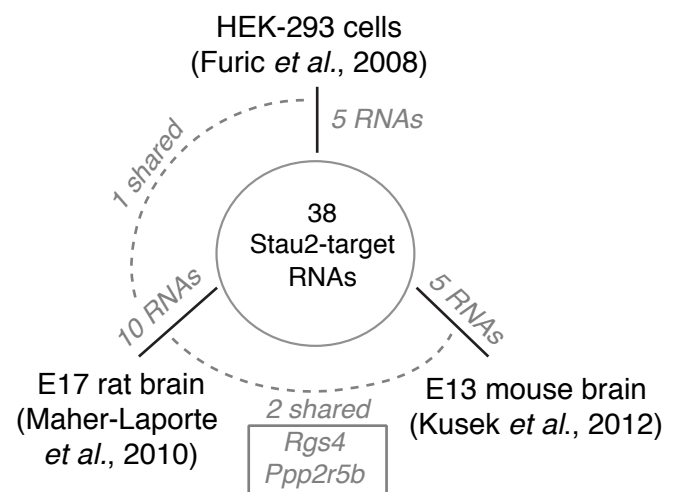 HEK-293 cells
(Furic et al., 2008)
5 RNAs
1 shared
38
Stau2-target
RNAs
10 RNAs
5 RNAs
E17 rat brain
(Maher-Laporte
et al., 2010)
E13 mouse brain
(Kusek et al., 2012)
2 shared
Rgs4
Ppp2r5b